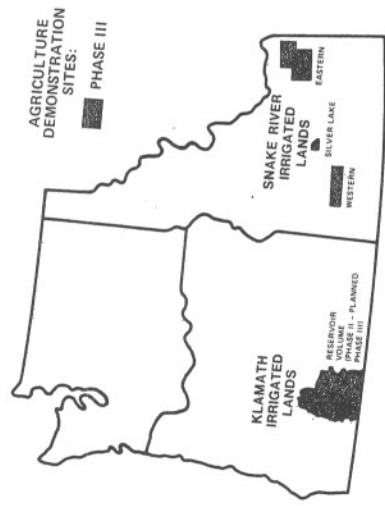 AGRICULTURE
DEMONSTRATION
SITES:
PHASE III
SNAKE RIVER
IRRIGATED
LANDS
EASTERN
SILVER LAKE
WESTERN
KLAMATH
IRRIGATED
LANDS
RESERVOIR
VOLUME
(PHASE II - PLANNED
PHASE III)